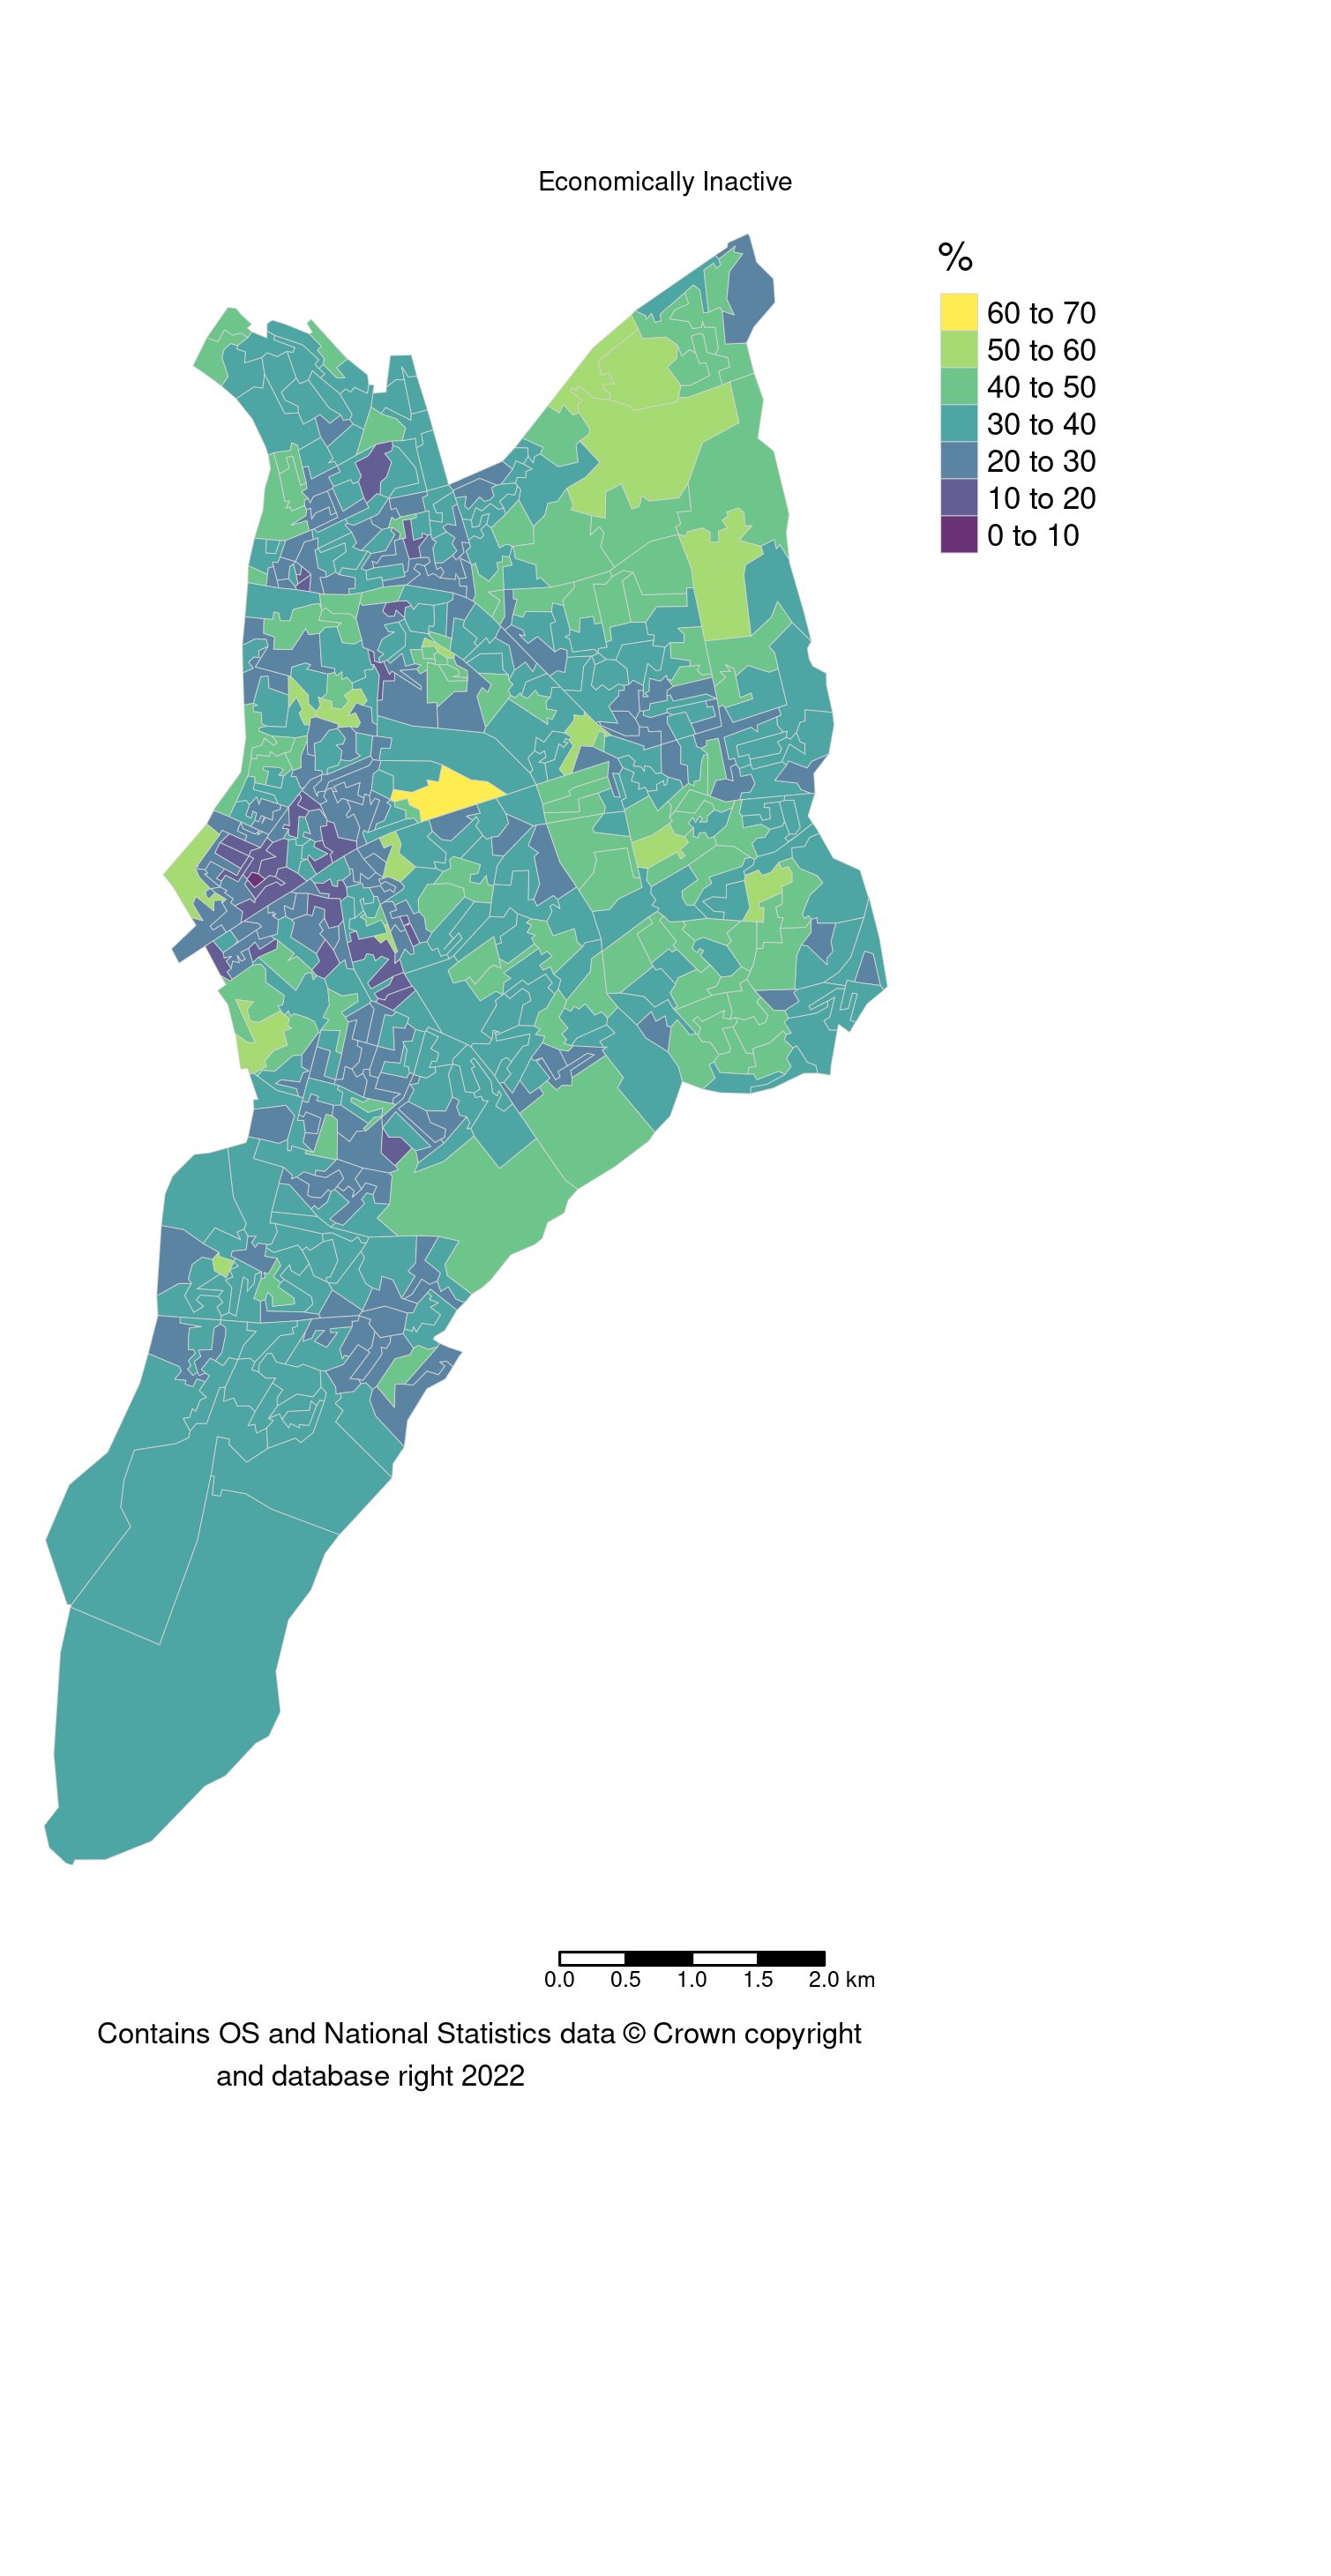 Economically Inactive
%
60 to 70
50 to 60
40 to 50
30 to 40
20 to 30
10 to 20
0 to 10
0.0 0.5 1.0 1.5 2.0 km
Contains OS and National Statistics data © Crown copyright
and database right 2022